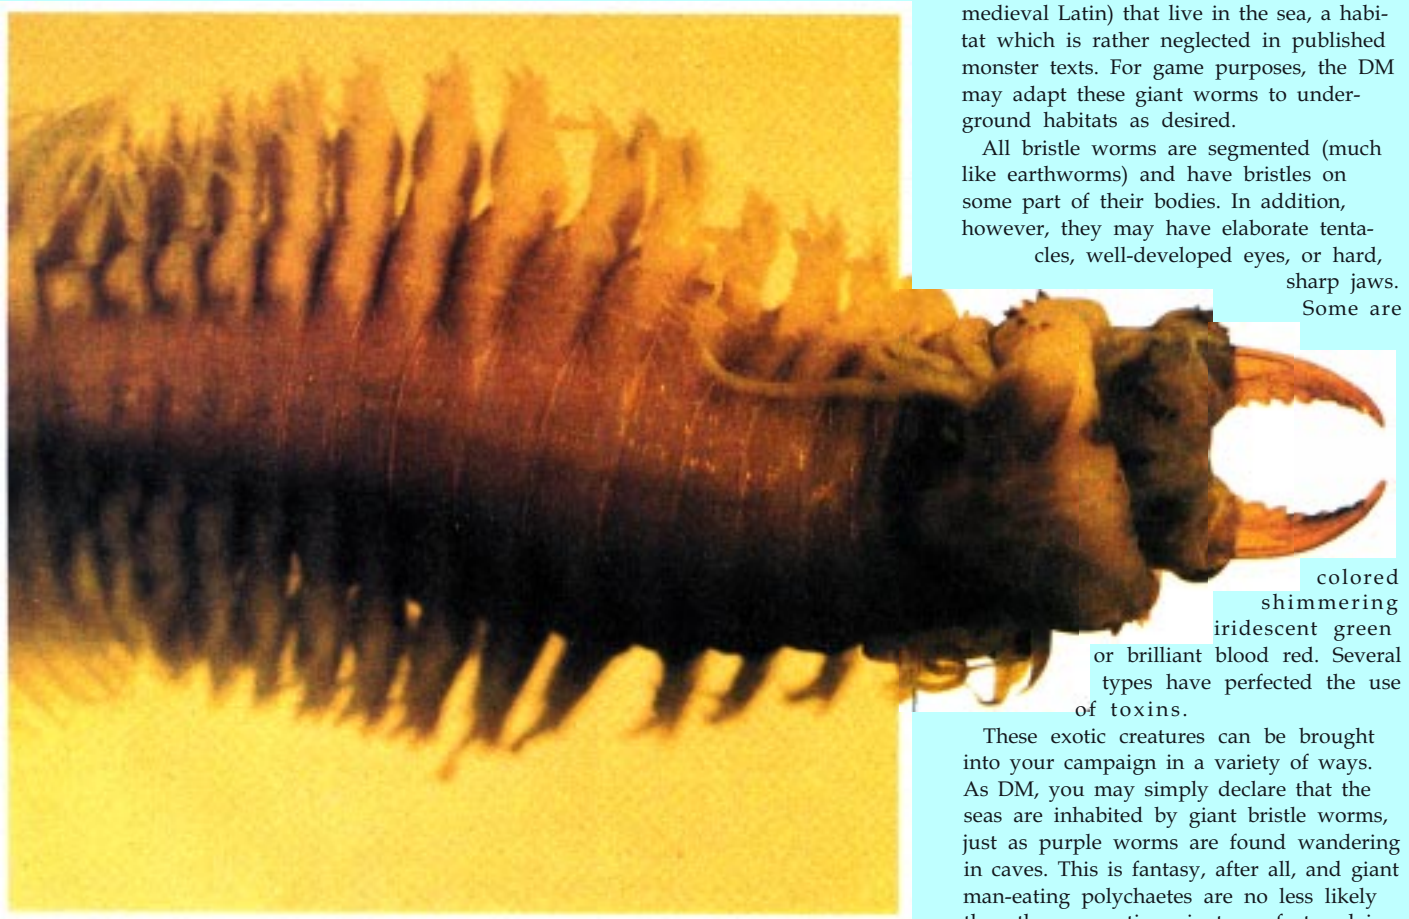 medieval Latin) that live in the sea, a habi-
tat which is rather neglected in published
monster texts. For game purposes, the DM
may adapt these giant worms to under-
ground habitats as desired.
All bristle worms are segmented (much
like earthworms) and have bristles on
some part of their bodies. In addition,
however, they may have elaborate tenta-
cles, well-developed eyes, or hard,
sharp jaws.
Some are
colored
shimmering
iridescent green
or brilliant blood red. Several
types have perfected the use
of toxins.
These exotic creatures can be brought
into your campaign in a variety of ways.
As DM, you may simply declare that the
seas are inhabited by giant bristle worms,
just as purple worms are found wandering
in caves. This is fantasy, after all, and giant
man-eating polychaetes are no less likely